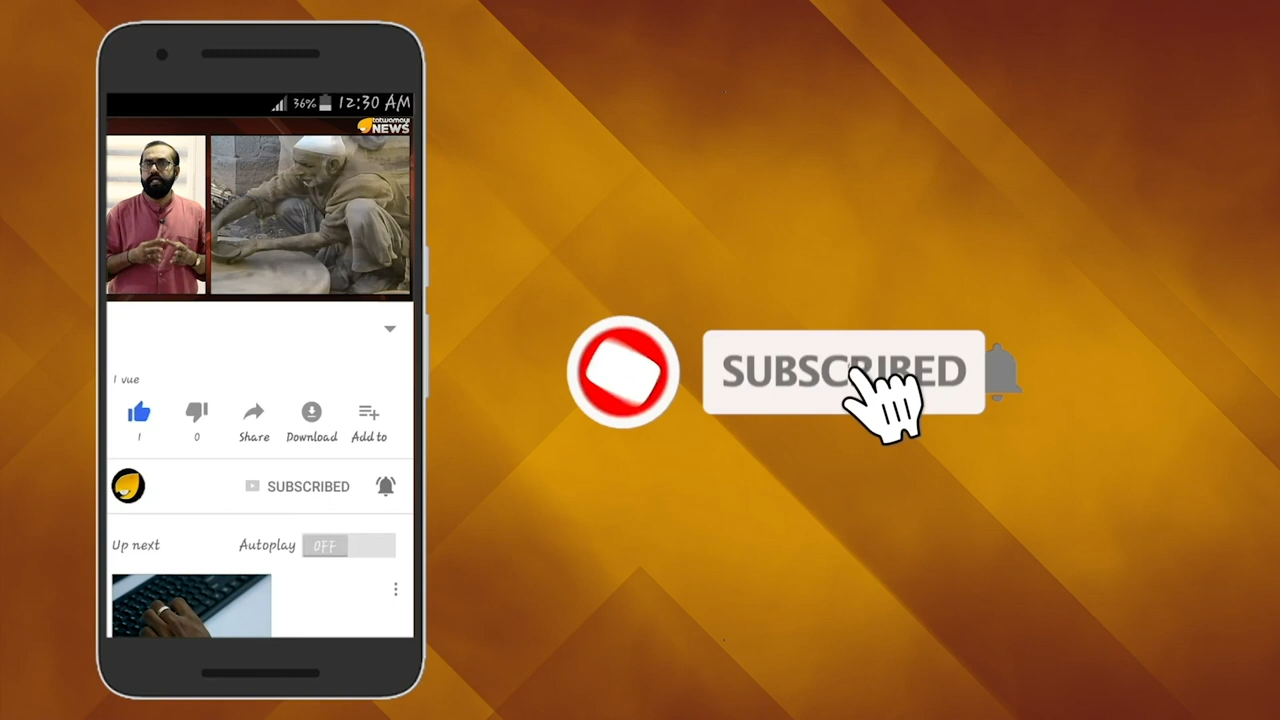 36% 12:30 AM
tatwamayi
NEWS
1 vue
1
0
Share
Download
Add to
SUBSCRIBED
Up next
Autoplay
OFF
SUBSCRIBED